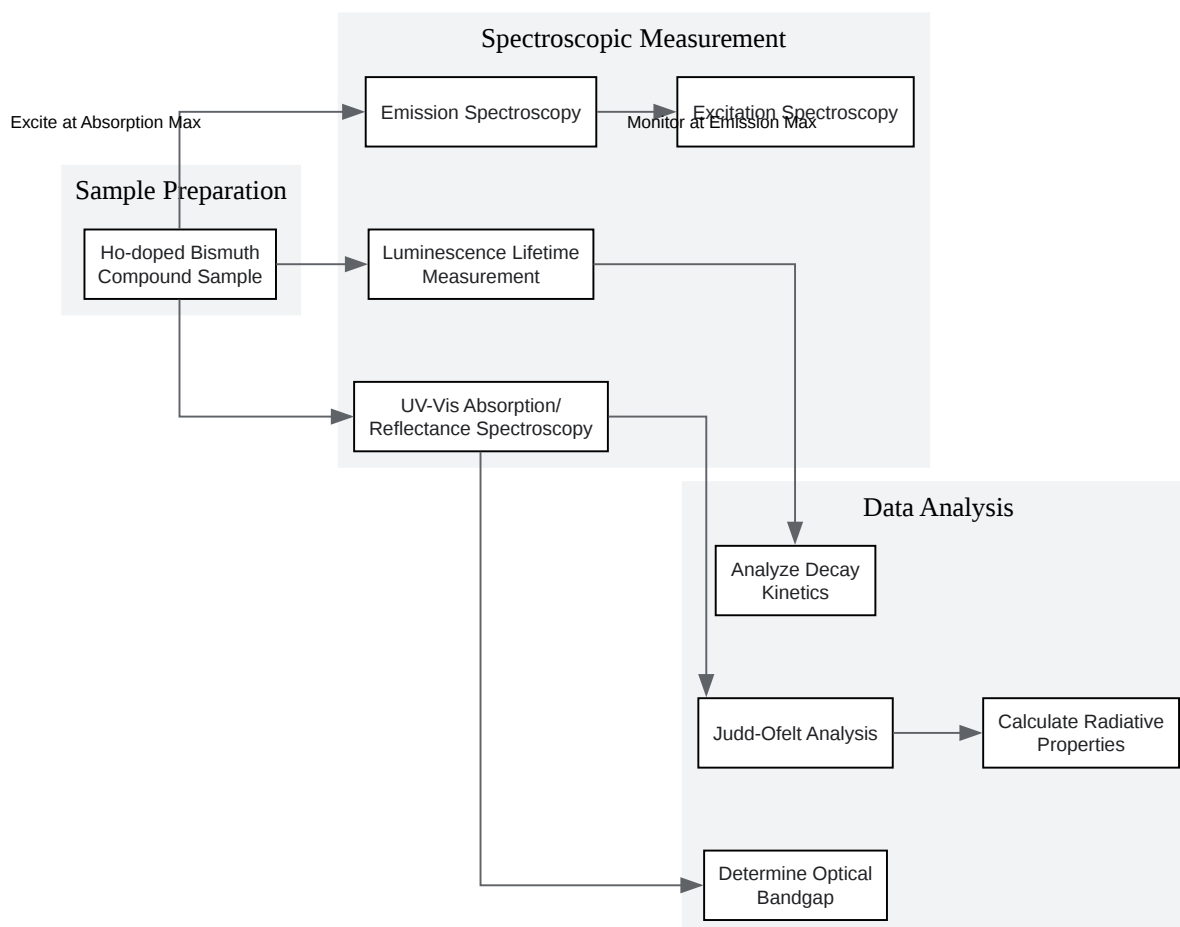 Spectroscopic Measurement
Emission Spectroscopy
Excitation Spectroscopy
Excite at Absorption Max
Monitor at Emission Max
Sample Preparation
Ho-doped Bismuth
Compound Sample
Luminescence Lifetime
Measurement
UV-Vis Absorption/
Reflectance Spectroscopy
Data Analysis
Analyze Decay
Kinetics
Judd-Ofelt Analysis
Calculate Radiative
Properties
Determine Optical
Bandgap